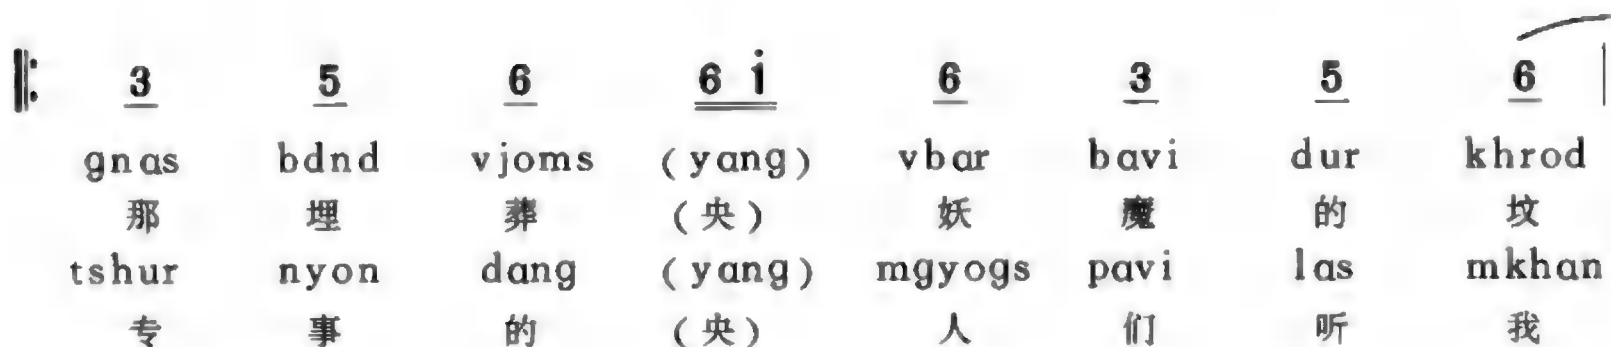 3 5 6 6 i 6 3 5 6
gnas bdnd vjoms (yang) vbar bavi dur khrod
那 埋 葬 (央) 妖 魔 的 坟
tshur nyon dang (yang) mgyogs pavi las mkhan
专 事 的 (央) 人 们 听 我